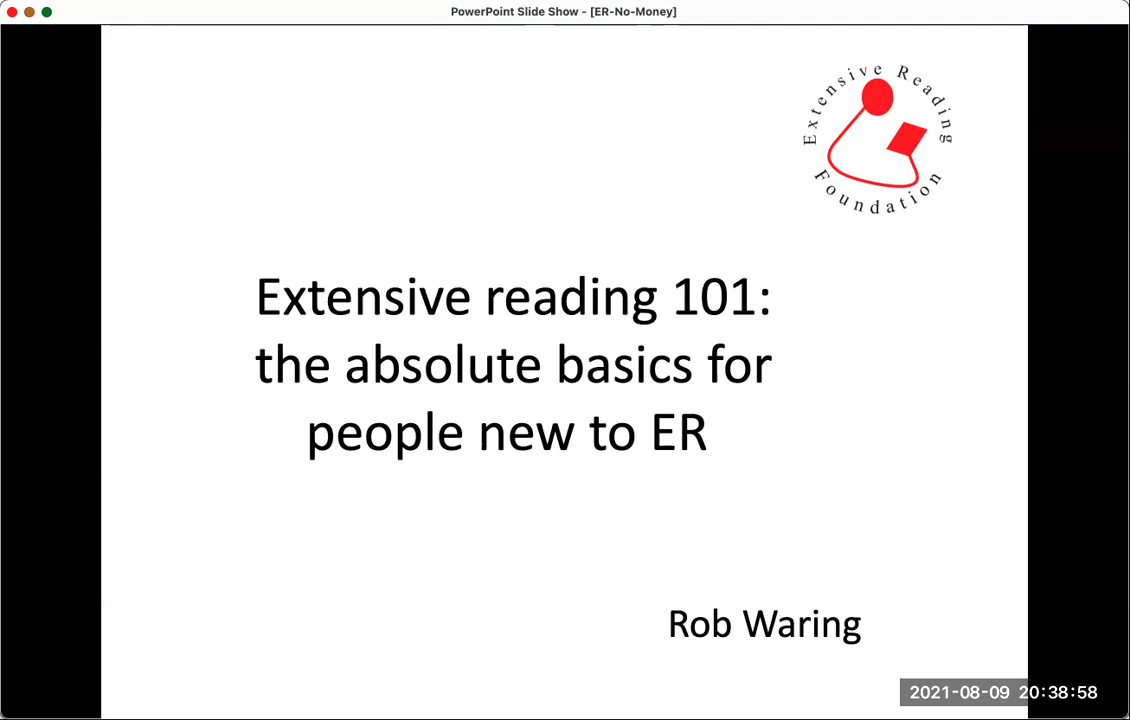 PowerPoint Slide Show - [ER-No-Money]
Extensive Reading
Foundation
Extensive reading 101:
the absolute basics for
people new to ER
Rob Waring
2021-08-09 20:38:58